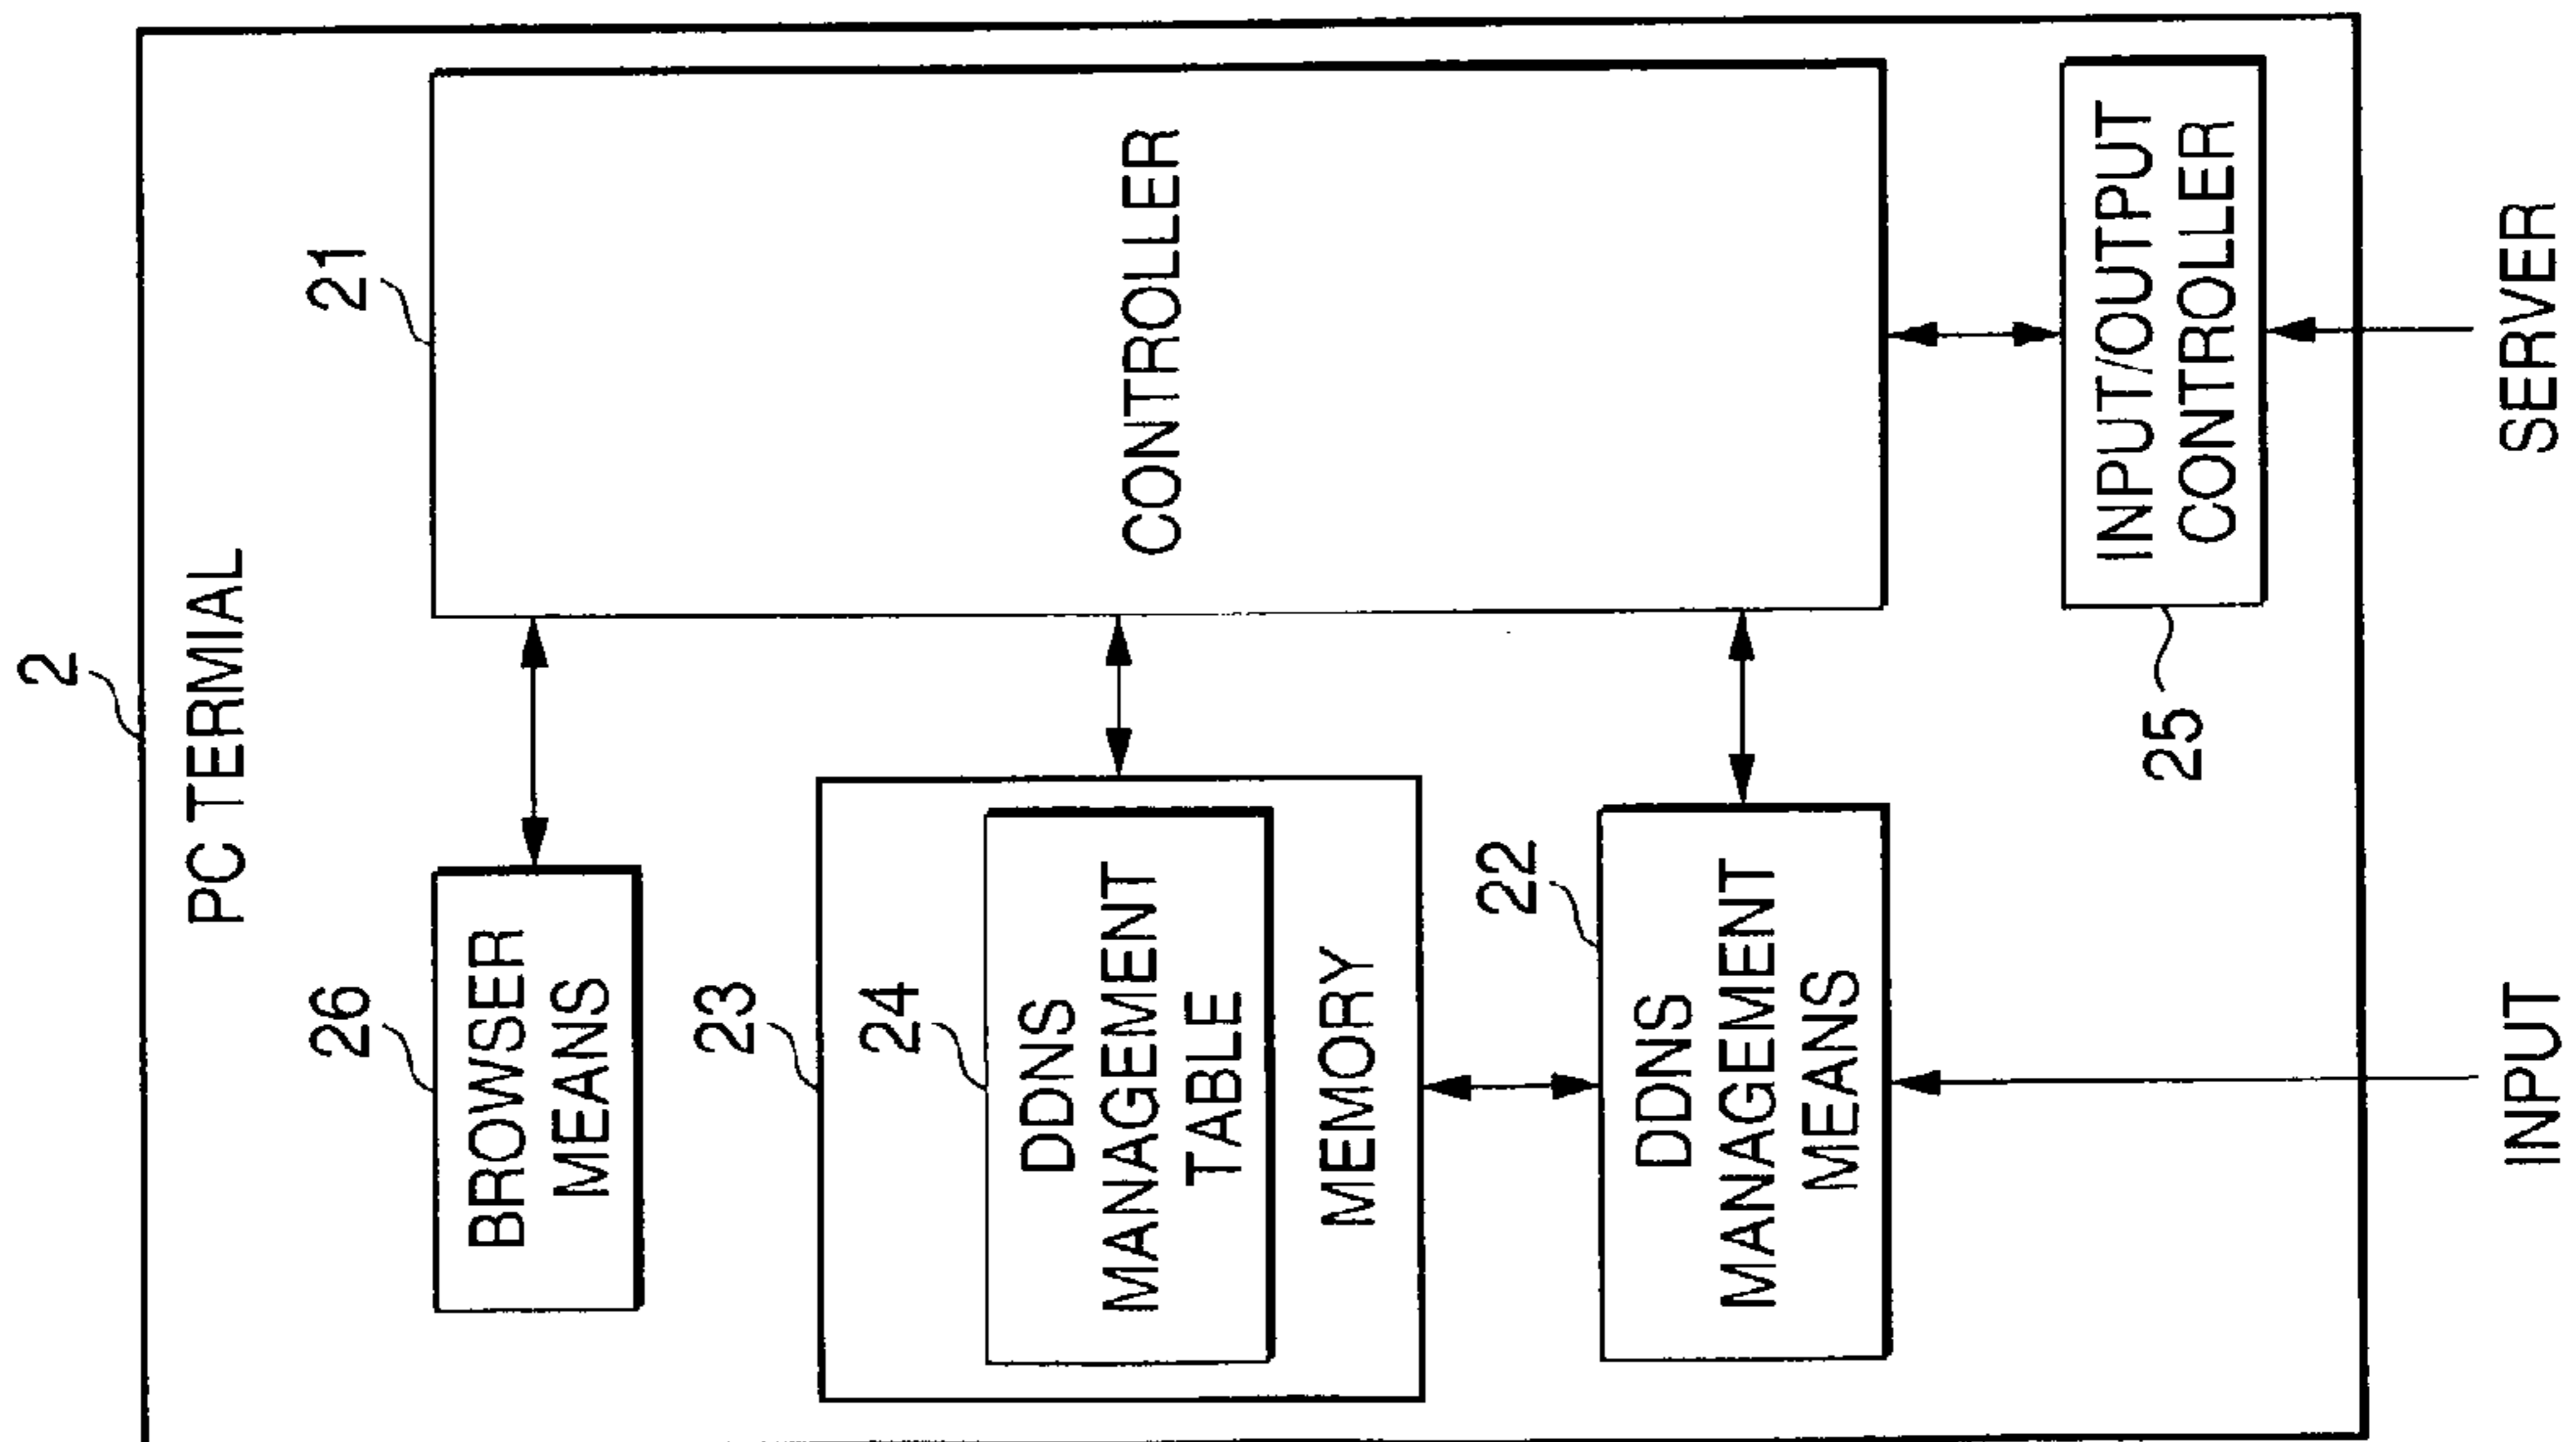 2
PC TERMIAL
26
BROWSER
MEANS
21
CONTROLLER
23
24
DDNS
MANAGEMENT
TABLE
MEMORY
22
DDNS
MANAGEMENT
MEANS
25
INPUT/OUTPUT
CONTROLLER
INPUT
SERVER